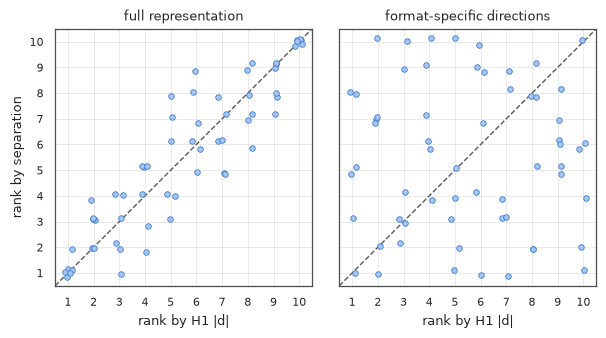 full representation
format-specific directions
rank by separation
10
9
8
7
6
5
4
3
2
1
1 2 3 4 5 6 7 8 9 10
1 2 3 4 5 6 7 8 9 10
rank by H1 |d|
rank by H1 |d|